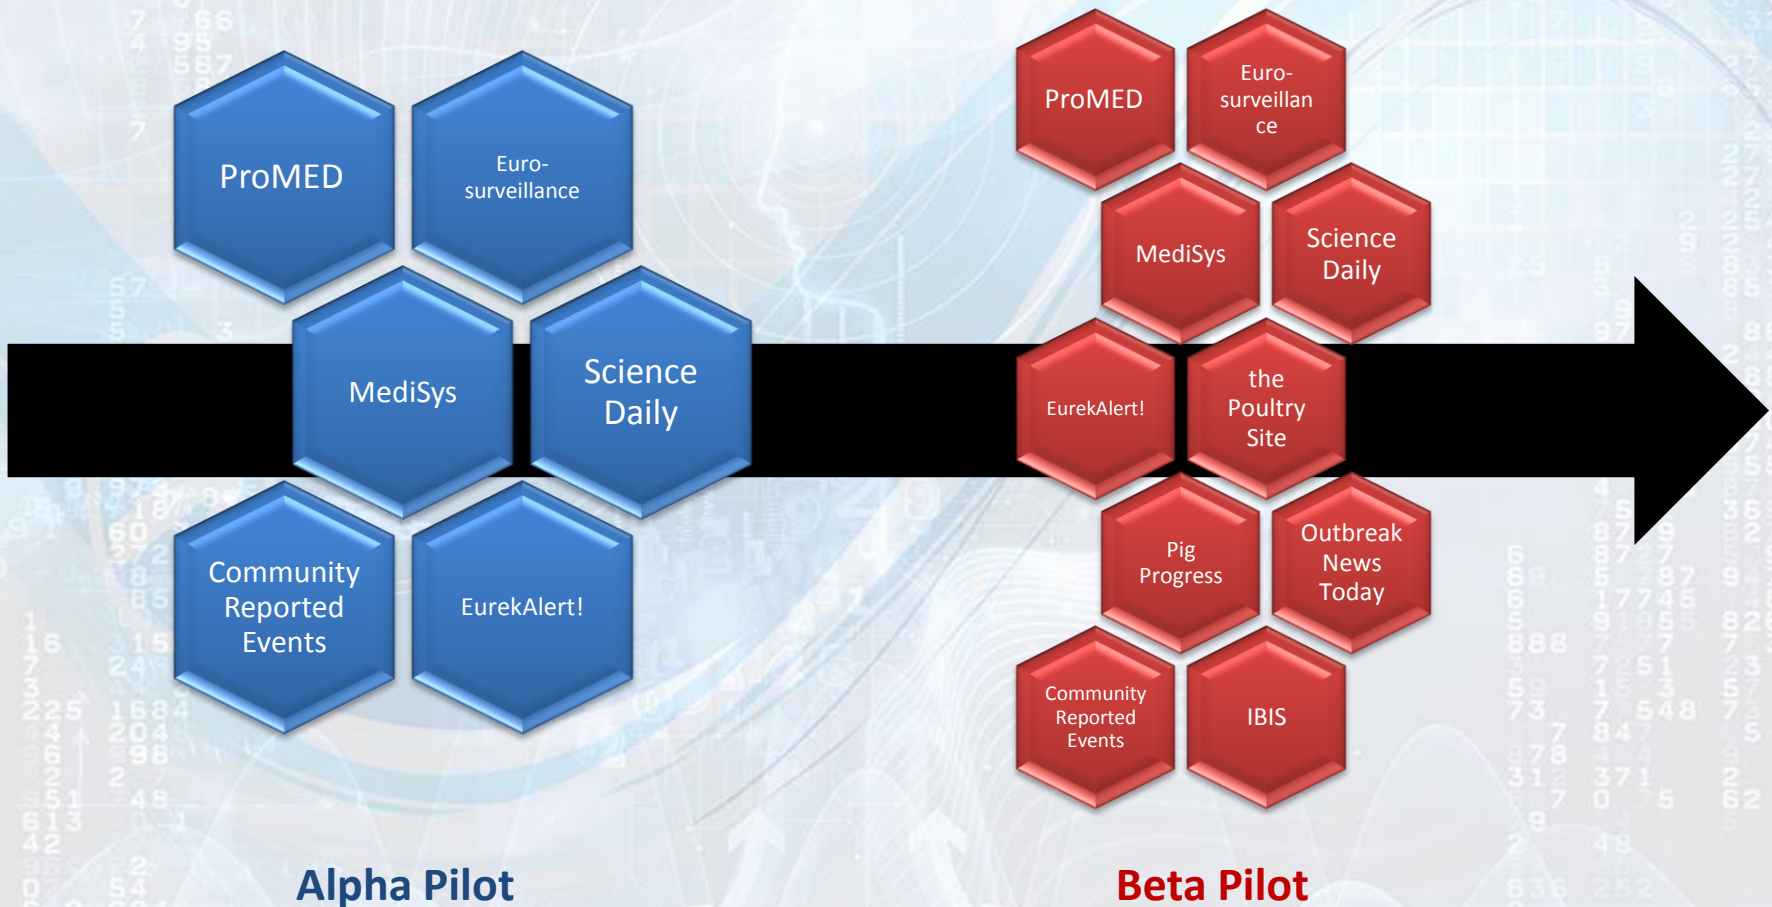 ProMED
Euro-
surveillance
MediSys
Science
Daily
Community
Reported
Events
EurekAlert!
Alpha Pilot
ProMED
Euro-
surveillan
ce
MediSys
Science
Daily
EurekAlert!
the
Poultry
Site
Pig
Progress
Outbreak
News
Today
Community
Reported
Events
IBIS
Beta Pilot